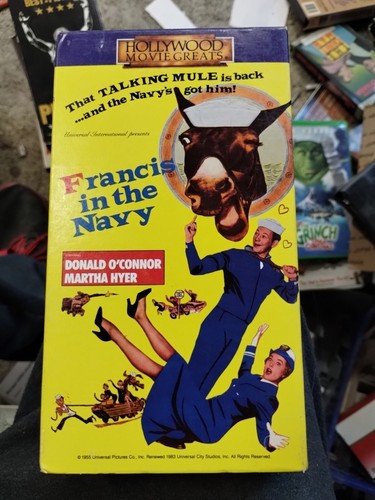 HOLLYWOOD
MOVIE GREATS
That TALKING MULE is back
...and the Navy's got him!
Universal-International presents
Francis
in the
Navy
DONALD O'CONNOR
MARTHA HYER
© 1955 Universal Pictures Co., Inc. Renewed 1983 Universal City Studios, Inc. All Rights Reserved.
GRINCH